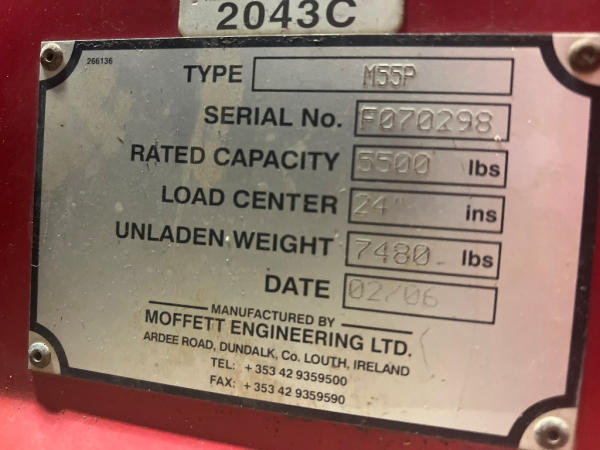 2043C
266136
TYPE M55P
SERIAL No. F070298
RATED CAPACITY 5500 lbs
LOAD CENTER 24" ins
UNLADEN WEIGHT 7480 lbs
DATE 02/06
MANUFACTURED BY
MOFFETT ENGINEERING LTD.
ARDEE ROAD, DUNDALK, Co. LOUTH, IRELAND
TEL: + 353 42 9359500
FAX: + 353 42 9359590